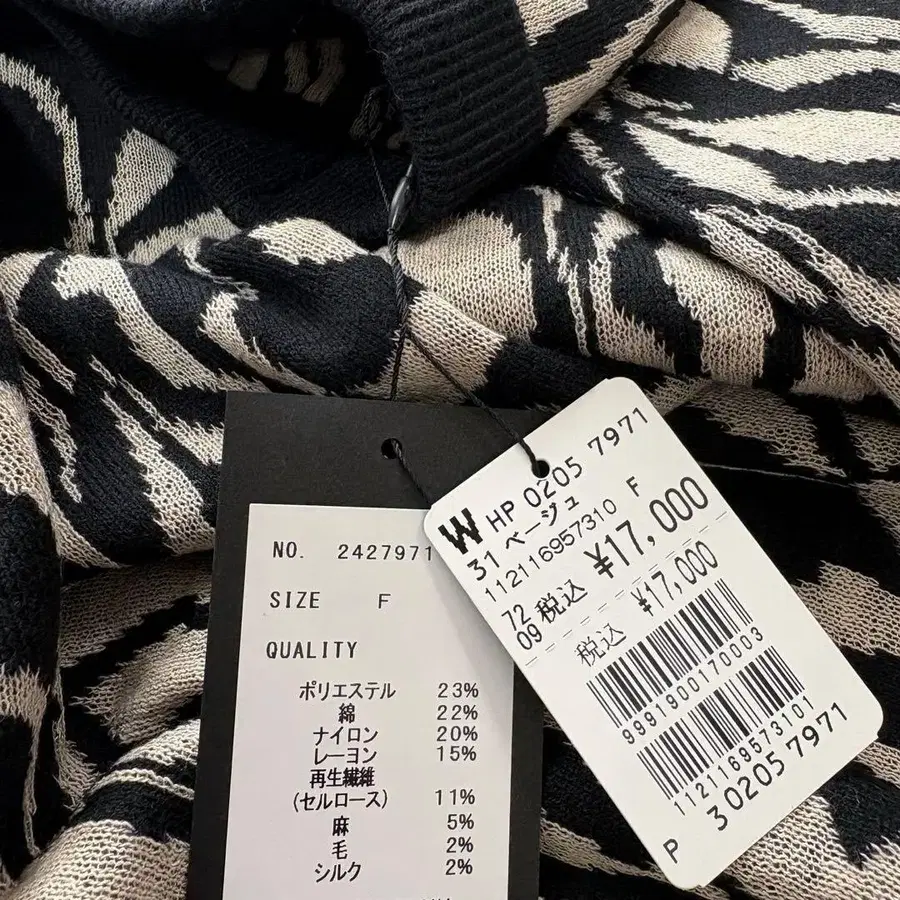 NO. 2427971
SIZE F
QUALITY
ポリエステル 23%
綿 22%
ナイロン 20%
レーヨン 15%
再生繊維
(セルロース) 11%
麻 5%
毛 2%
シルク 2%
W HP 0205 7971
31 ベージュ
112116957310 F
72
09 税込 ¥17,000
税込 ¥17,000
9991900170003
1121169573101
P 30205 7971